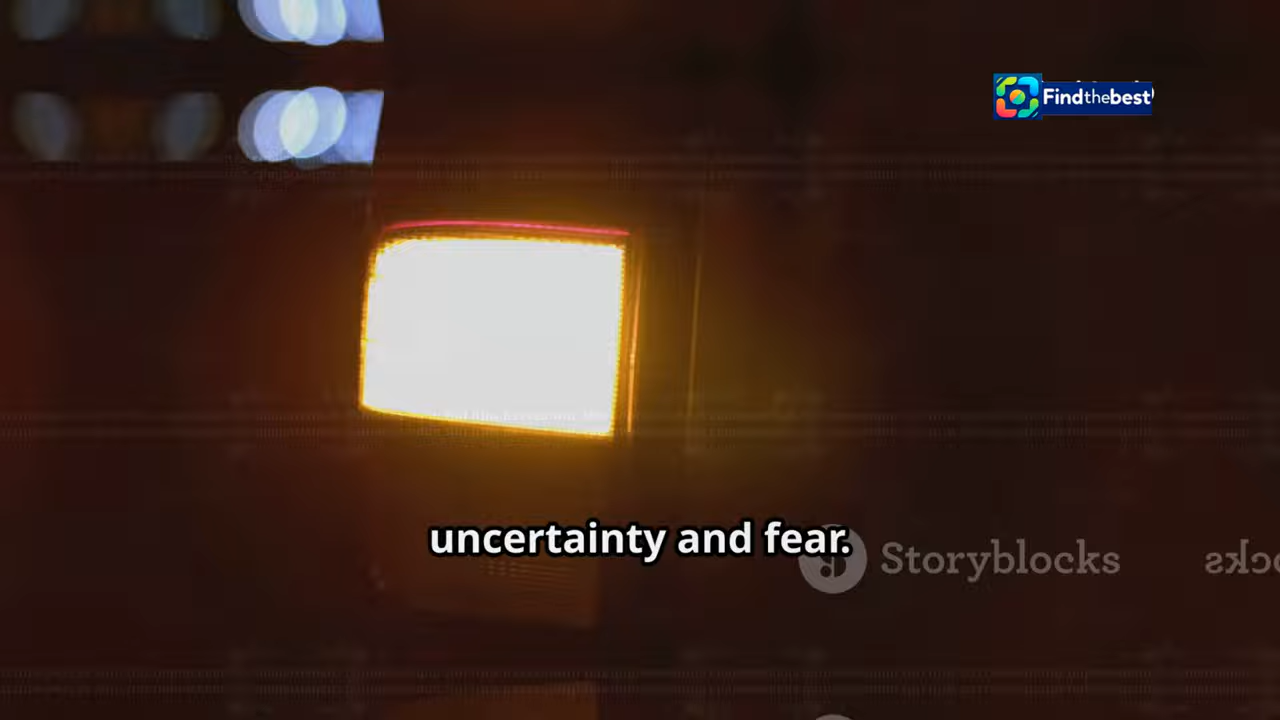 Findthebest
uncertainty and fear.
Storyblocks